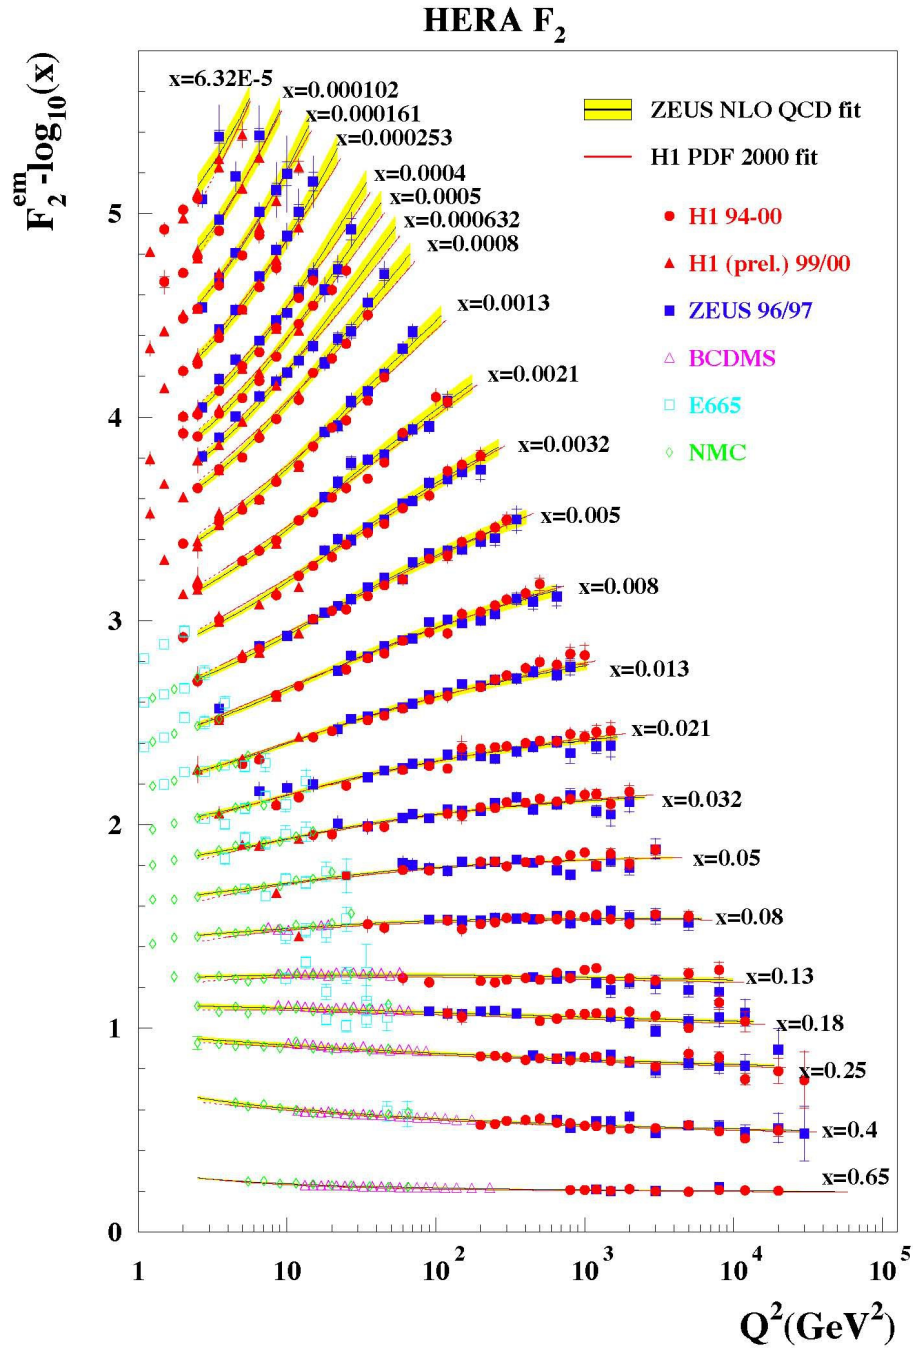 HERA F₂
F₂ᵉᵐ-log₁₀(x)
x=6.32E-5
x=0.000102
x=0.000161
x=0.000253
x=0.0004
x=0.0005
x=0.000632
x=0.0008
x=0.0013
x=0.0021
x=0.0032
x=0.005
x=0.008
x=0.013
x=0.021
x=0.032
x=0.05
x=0.08
x=0.13
x=0.18
x=0.25
x=0.4
x=0.65
ZEUS NLO QCD fit
H1 PDF 2000 fit
H1 94-00
H1 (prel.) 99/00
ZEUS 96/97
BCDMS
E665
NMC
5
4
3
2
1
0
1 10 10² 10³ 10⁴ 10⁵
Q²(GeV²)